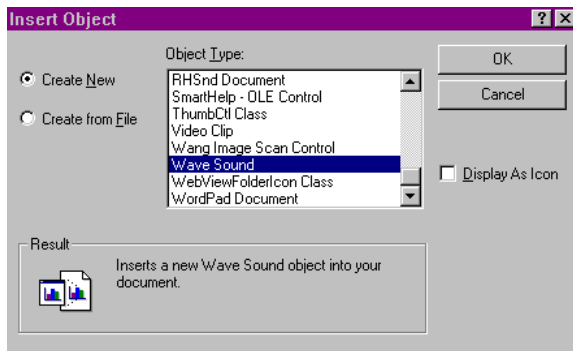 Insert Object
Object Type:
Create New
Create from File
RHSnd Document
SmartHelp - OLE Control
ThumbCtl Class
Video Clip
Wang Image Scan Control
Wave Sound
WebViewFolderIcon Class
WordPad Document
OK
Cancel
Display As Icon
Result
Inserts a new Wave Sound object into your
document.